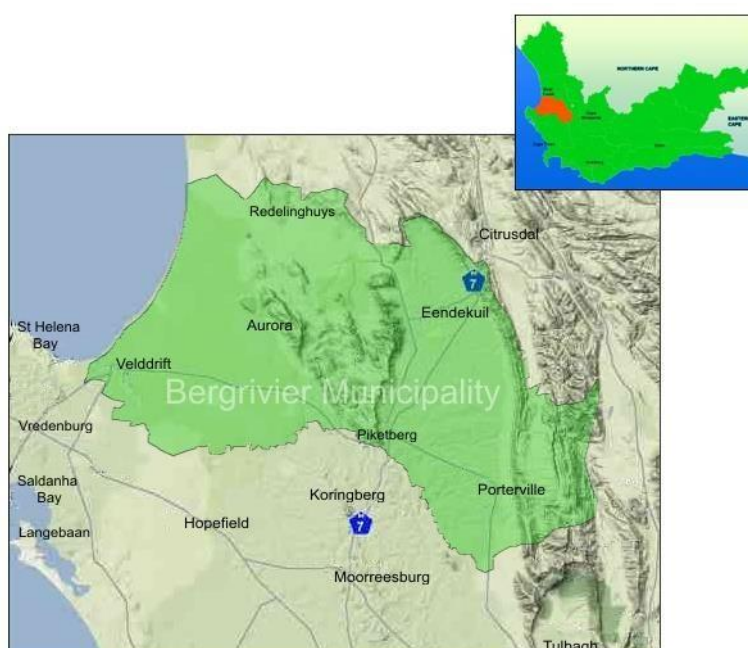 NORTHERN CAPE
EASTERN
CAPE
Redelinghuys
Citrusdal
N
7
Eendekuil
Aurora
St Helena
Bay
Velddrift
Bergrivier Municipality
Vredenburg
Piketberg
Saldanha
Bay
Koringberg
Porterville
N
7
Hopefield
Langebaan
Moorreesburg
Tulbagh